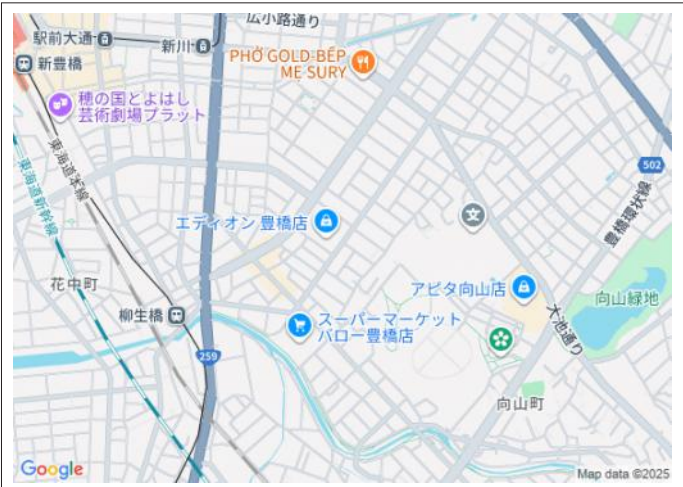 広小路通り
駅前大通
新川
新豊橋
PHỞ GOLD-BẾP
MẸ SURY
穂の国とよはし
芸術劇場プラット
東海道本線
東海道新幹線
502
豊橋環状線
エディオン 豊橋店
花中町
アピタ向山店
向山緑地
柳生橋
スーパーマーケット
バロー豊橋店
大池通り
259
向山町
Google
Map data ©2025